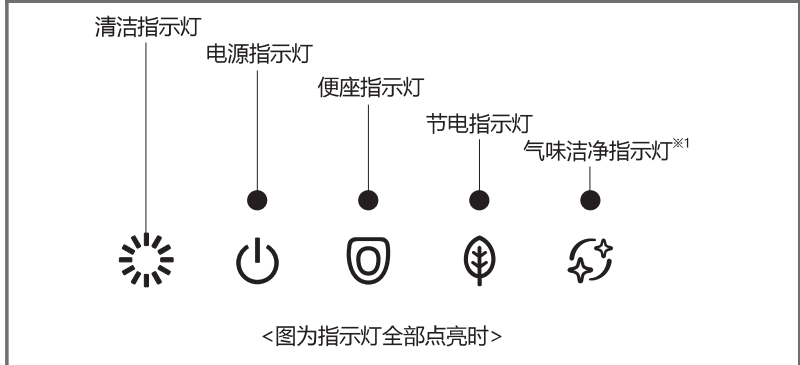 清洁指示灯
电源指示灯
便座指示灯
节电指示灯
气味洁净指示灯※1
<图为指示灯全部点亮时>